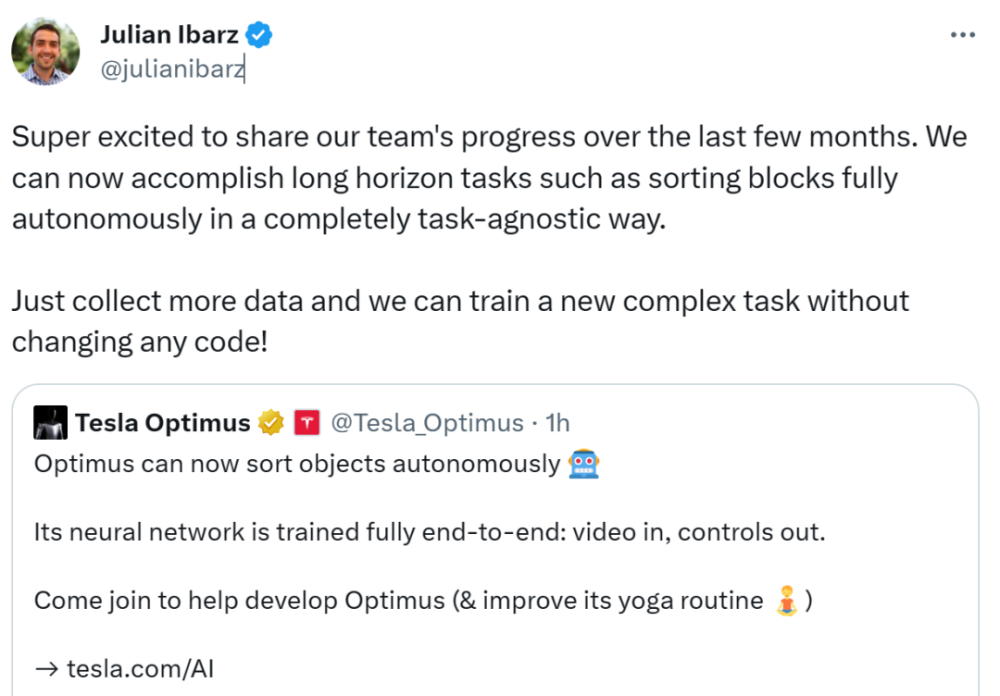 Julian Ibarz
@julianibarz
Super excited to share our team's progress over the last few months. We
can now accomplish long horizon tasks such as sorting blocks fully
autonomously in a completely task-agnostic way.
Just collect more data and we can train a new complex task without
changing any code!
Tesla Optimus @Tesla_Optimus · 1h
Optimus can now sort objects autonomously 🤖
Its neural network is trained fully end-to-end: video in, controls out.
Come join to help develop Optimus (& improve its yoga routine 🧘)
→ tesla.com/AI